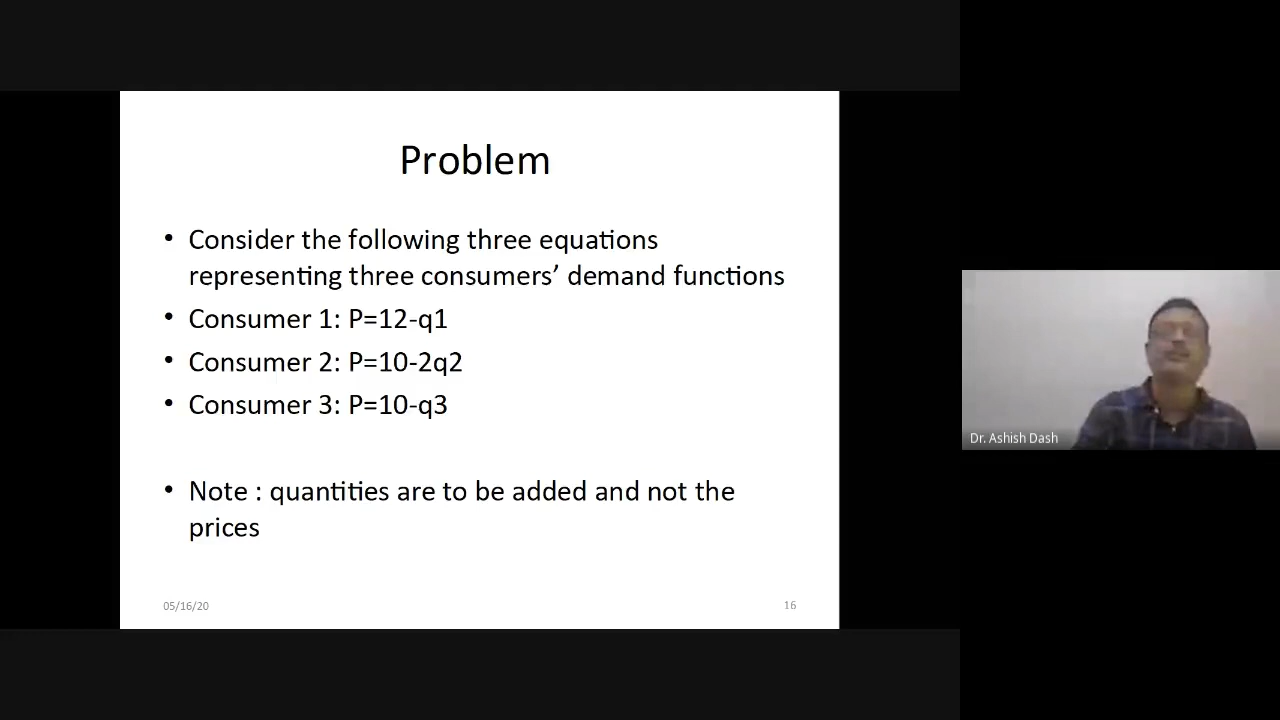 Problem
• Consider the following three equations
representing three consumers’ demand functions
• Consumer 1: P=12-q1
• Consumer 2: P=10-2q2
• Consumer 3: P=10-q3
• Note : quantities are to be added and not the
prices
05/16/20
16
Dr. Ashish Dash